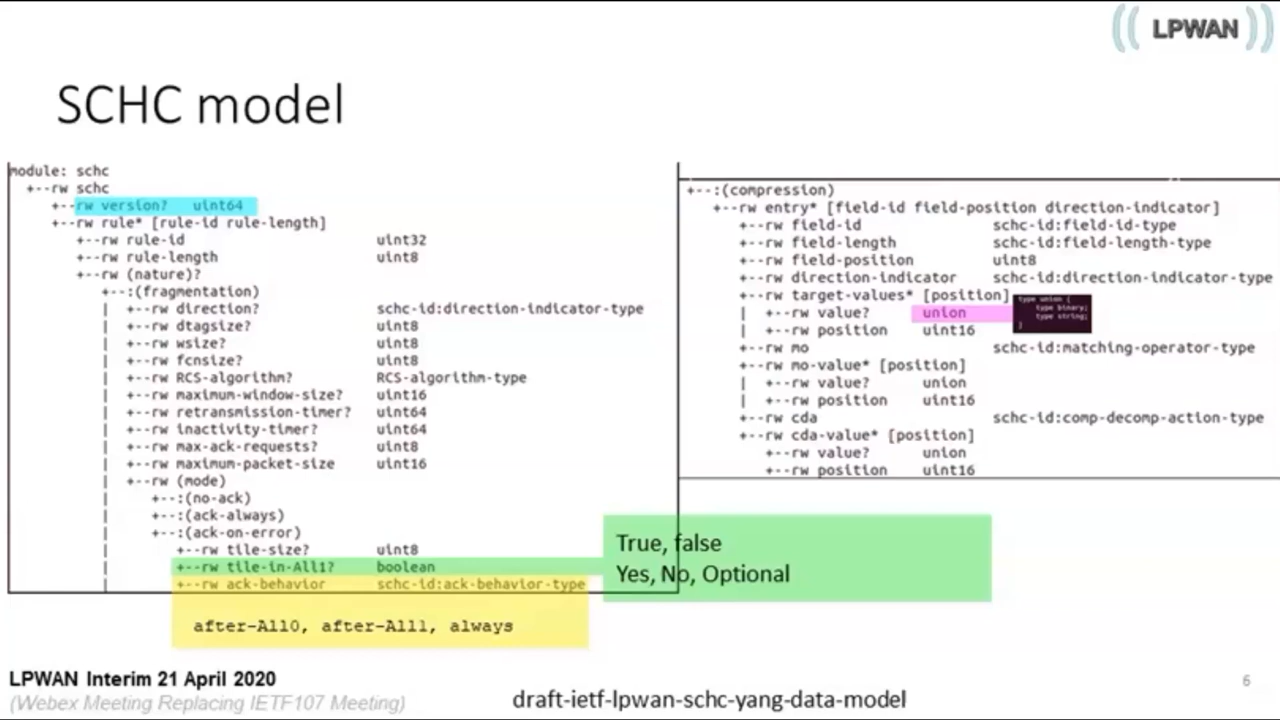 ((LPWAN))
SCHC model
module: schc
+--rw schc
+--rw version? uint64
+--rw rule* [rule-id rule-length]
+--rw rule-id uint32
+--rw rule-length uint8
+--rw (nature)?
+--:(fragmentation)
| +--rw direction? schc-id:direction-indicator-type
| +--rw dtagsize? uint8
| +--rw wsize? uint8
| +--rw fcnsize? uint8
| +--rw RCS-algorithm? RCS-algorithm-type
| +--rw maximum-window-size? uint16
| +--rw retransmission-timer? uint64
| +--rw inactivity-timer? uint64
| +--rw max-ack-requests? uint8
| +--rw maximum-packet-size uint16
| +--rw (mode)
| +--:(no-ack)
| +--:(ack-always)
| +--:(ack-on-error)
| +--rw tile-size? uint8
| +--rw tile-in-All1? boolean
| +--rw ack-behavior schc-id:ack-behavior-type
after-All0, after-All1, always
+--:(compression)
+--rw entry* [field-id field-position direction-indicator]
+--rw field-id schc-id:field-id-type
+--rw field-length schc-id:field-length-type
+--rw field-position uint8
+--rw direction-indicator schc-id:direction-indicator-type
+--rw target-values* [position]
| +--rw value? union
| +--rw position uint16
type union {
type binary;
type string;
}
+--rw mo schc-id:matching-operator-type
+--rw mo-value* [position]
| +--rw value? union
| +--rw position uint16
+--rw cda schc-id:comp-decomp-action-type
+--rw cda-value* [position]
+--rw value? union
+--rw position uint16
True, false
Yes, No, Optional
LPWAN Interim 21 April 2020
(Webex Meeting Replacing IETF107 Meeting)
draft-ietf-lpwan-schc-yang-data-model
6